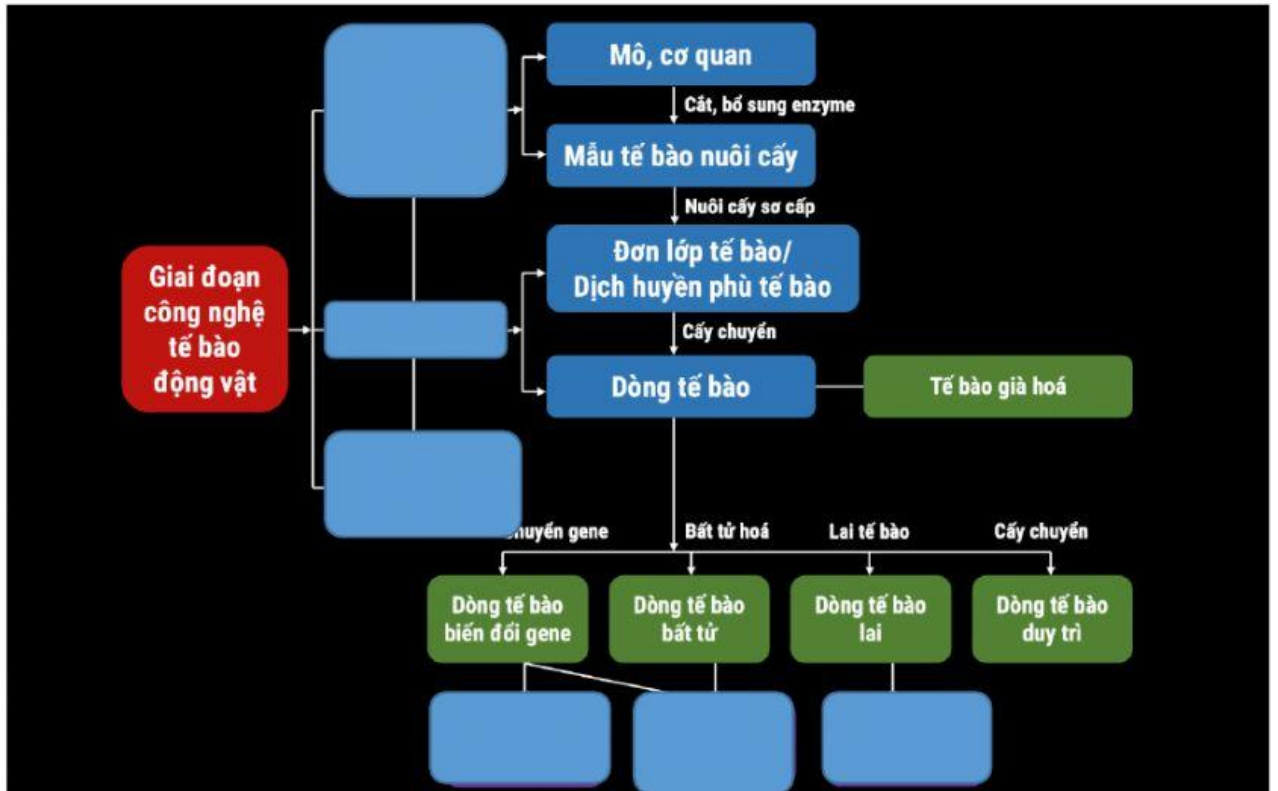 Mô, cơ quan
Cắt, bổ sung enzyme
Mẫu tế bào nuôi cấy
Nuôi cấy sơ cấp
Đơn lớp tế bào/
Dịch huyền phù tế bào
Cấy chuyển
Giai đoạn
công nghệ
tế bào
động vật
Dòng tế bào
Tế bào già hoá
huyển gene
Bất tử hoá
Lai tế bào
Cấy chuyển
Dòng tế bào
biến đổi gene
Dòng tế bào
bất tử
Dòng tế bào
lai
Dòng tế bào
duy trì